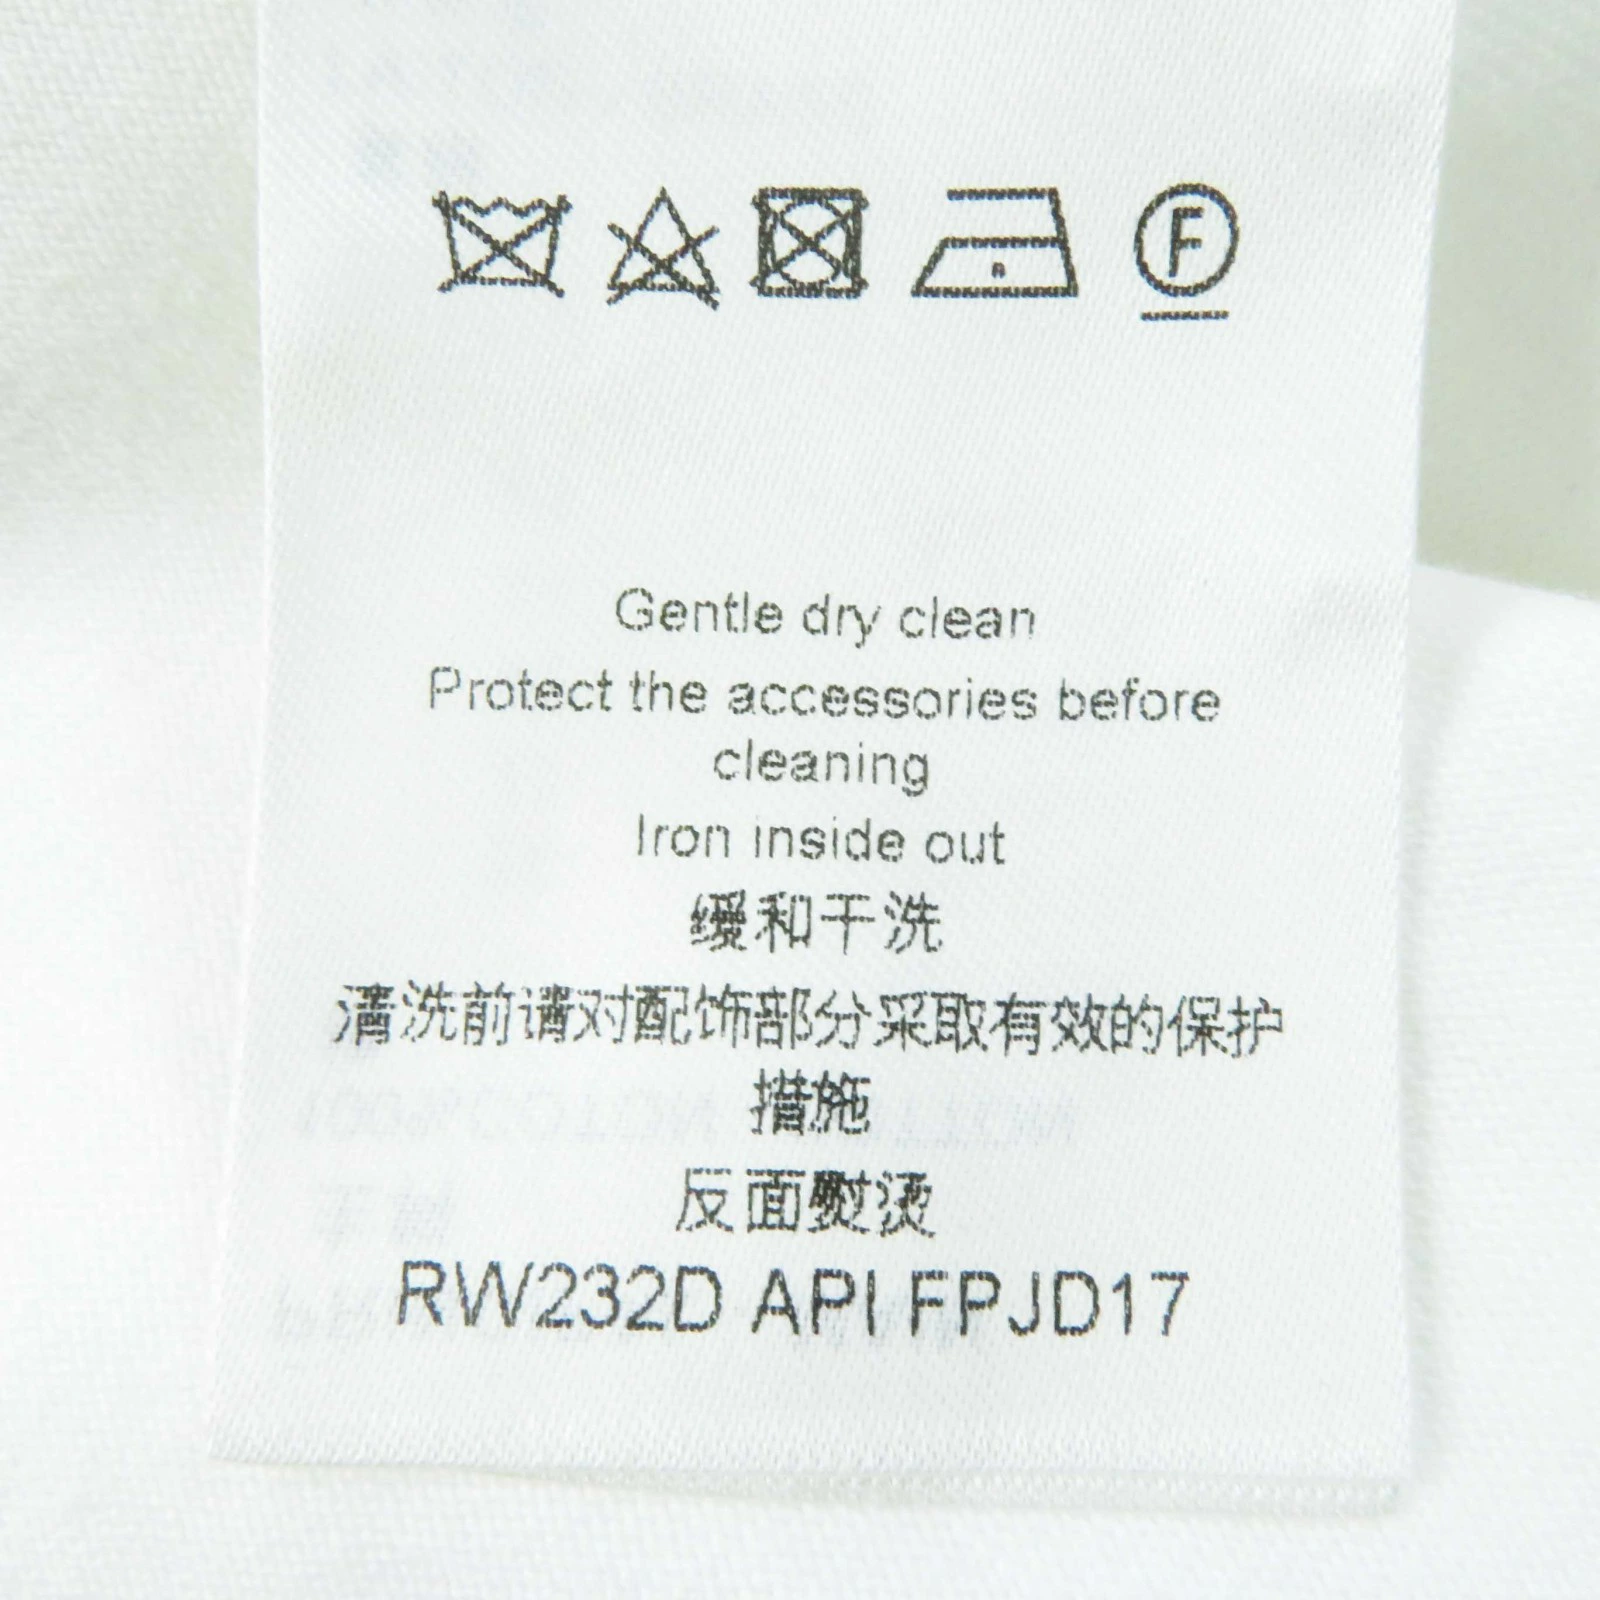 F
Gentle dry clean
Protect the accessories before
cleaning
Iron inside out
缓和干洗
清洗前请对配饰部分采取有效的保护
措施
反面熨烫
RW232D API FPJD17